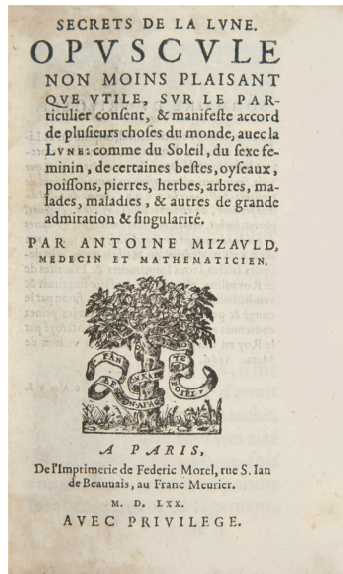 SECRETS DE LA LVNE.
OPVSCVLE
NON MOINS PLAISANT
QVE VTILE, SVR LE PAR-
ticulier consent, & manifeste accord
de plusieurs choses du monde, auec la
LVNE: comme du Soleil, du sexe fe-
minin, de certaines bestes, oyseaux,
poissons, pierres, herbes, arbres, ma-
lades, maladies, & autres de grande
admiration & singularité.
PAR ANTOINE MIZAVLD,
MEDECIN ET MATHEMATICIEN.
A PARIS,
De l'Imprimerie de Federic Morel, rue S. Ian
de Beauuais, au Franc Meurier.
M. D. LXX.
AVEC PRIVILEGE.